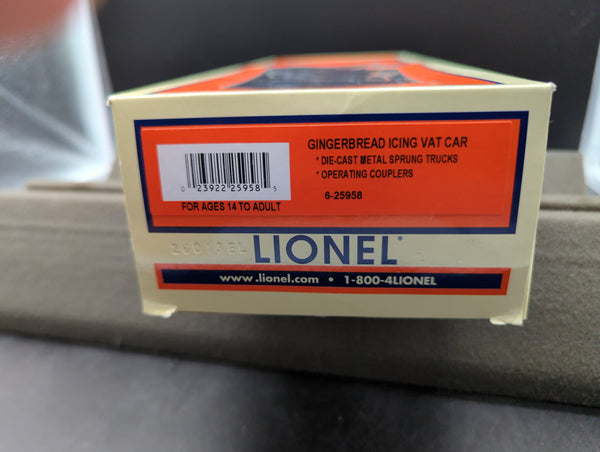 GINGERBREAD ICING VAT CAR
* DIE-CAST METAL SPRUNG TRUCKS
* OPERATING COUPLERS
6-25958
0 23922 25958 5
FOR AGES 14 TO ADULT
LIONEL®
www.lionel.com • 1-800-4LIONEL